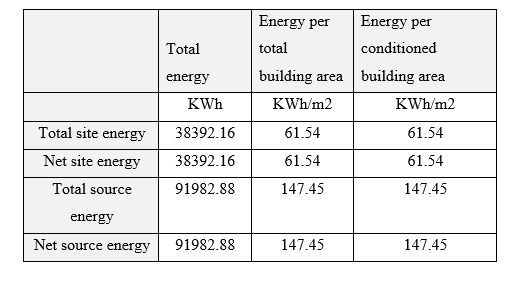 Total energy
Energy per total building area
Energy per conditioned building area
KWh KWh/m2 KWh/m2
Total site energy 38392.16 61.54 61.54
Net site energy 38392.16 61.54 61.54
Total source energy 91982.88 147.45 147.45
Net source energy 91982.88 147.45 147.45